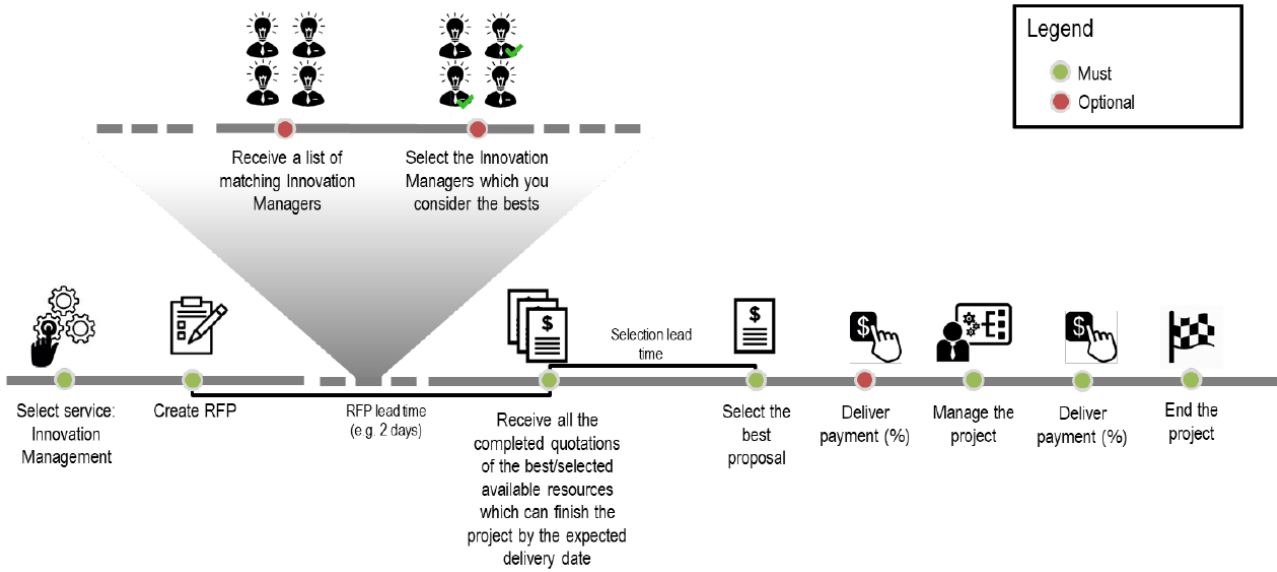 Legend
Must
Optional
Receive a list of
matching Innovation
Managers
Select the Innovation
Managers which you
consider the bests
$
$
$
$
Selection lead
time
Select service:
Innovation
Management
Create RFP
RFP lead time
(e.g. 2 days)
Receive all the
completed quotations
of the best/selected
available resources
which can finish the
project by the expected
delivery date
Select the
best
proposal
Deliver
payment (%)
Manage the
project
Deliver
payment (%)
End the
project